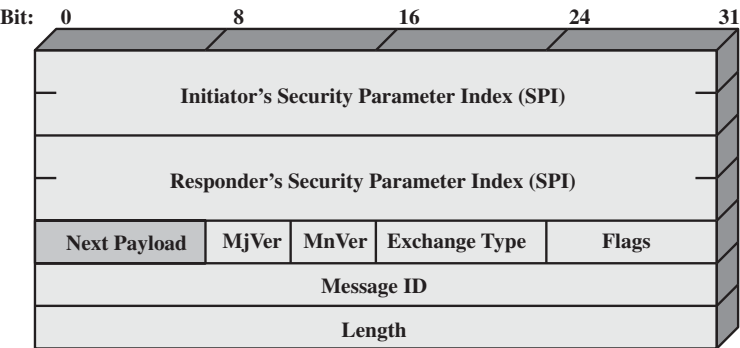 Bit: 0 8 16 24 31
Initiator's Security Parameter Index (SPI)
Responder's Security Parameter Index (SPI)
Next Payload MjVer MnVer Exchange Type Flags
Message ID
Length